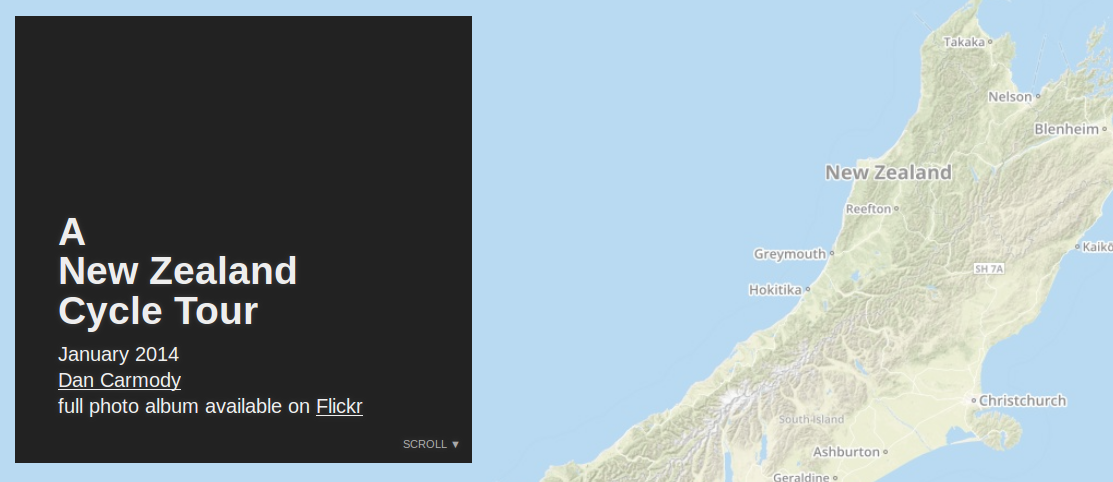 A
New Zealand
Cycle Tour
January 2014
Dan Carmody
full photo album available on Flickr
SCROLL ▼
Takaka
Nelson
Blenheim
New Zealand
Reefton
Greymouth
Kaikō
SH 7A
Hokitika
Christchurch
South Island
Ashburton
Geraldine